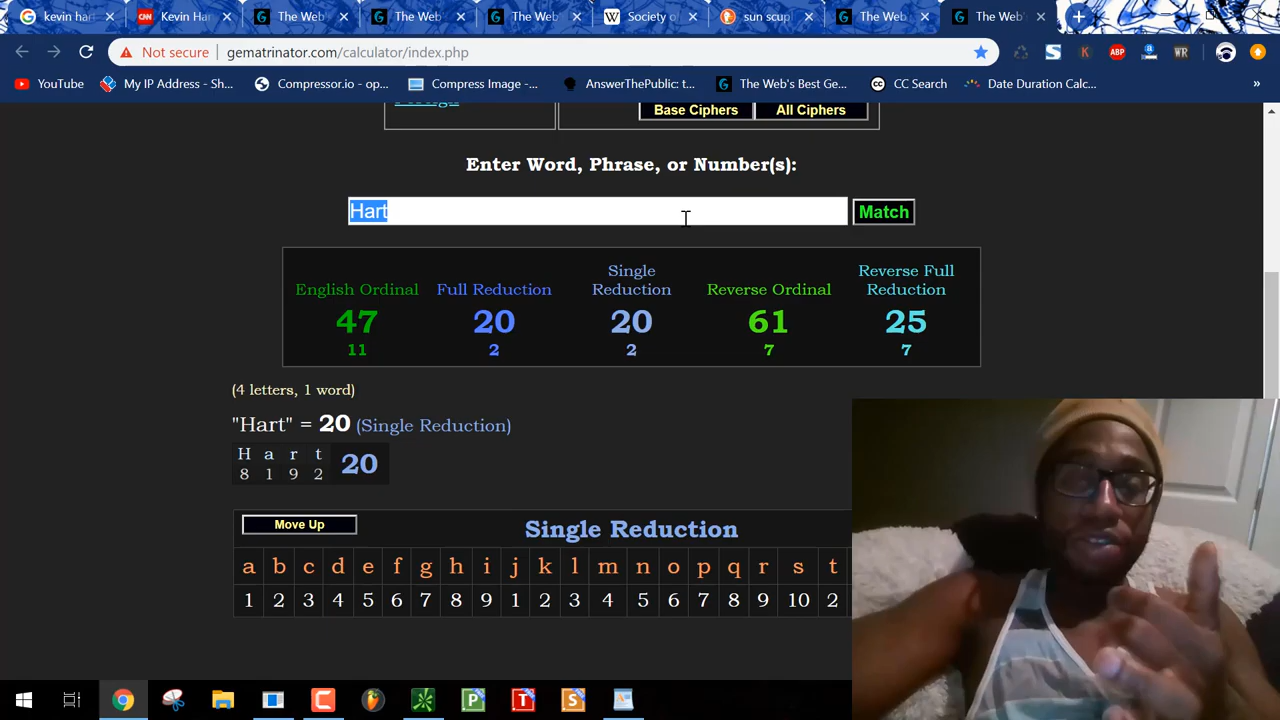 kevin har
Kevin Har
The Web
The Web
The Web
Society o
sun scup
The Web
The Web'
Not secure
gematrinator.com/calculator/index.php
ABP
WR
YouTube
My IP Address - Sh...
Compressor.io - op...
Compress Image -...
AnswerThePublic: t...
The Web's Best Ge...
CC Search
Date Duration Calc...
»
Base Ciphers
All Ciphers
Enter Word, Phrase, or Number(s):
Hart
Match
English Ordinal Full Reduction Single Reduction Reverse Ordinal Reverse Full Reduction
47 20 20 61 25
11 2 2 7 7
(4 letters, 1 word)
"Hart" = 20 (Single Reduction)
H a r t
8 1 9 2
20
Move Up
Single Reduction
a b c d e f g h i j k l m n o p q r s t
1 2 3 4 5 6 7 8 9 1 2 3 4 5 6 7 8 9 10 2